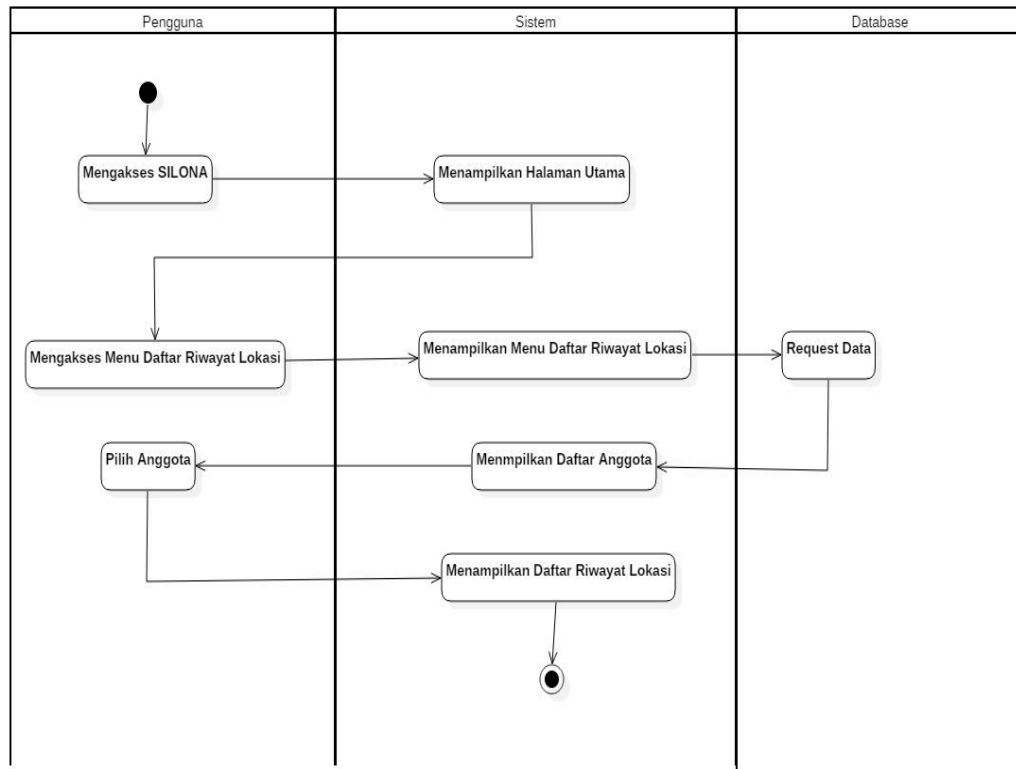 Pengguna
Sistem
Database
Mengakses SILONA
Menampilkan Halaman Utama
Mengakses Menu Daftar Riwayat Lokasi
Menampilkan Menu Daftar Riwayat Lokasi
Request Data
Pilih Anggota
Menmpilkan Daftar Anggota
Menampilkan Daftar Riwayat Lokasi